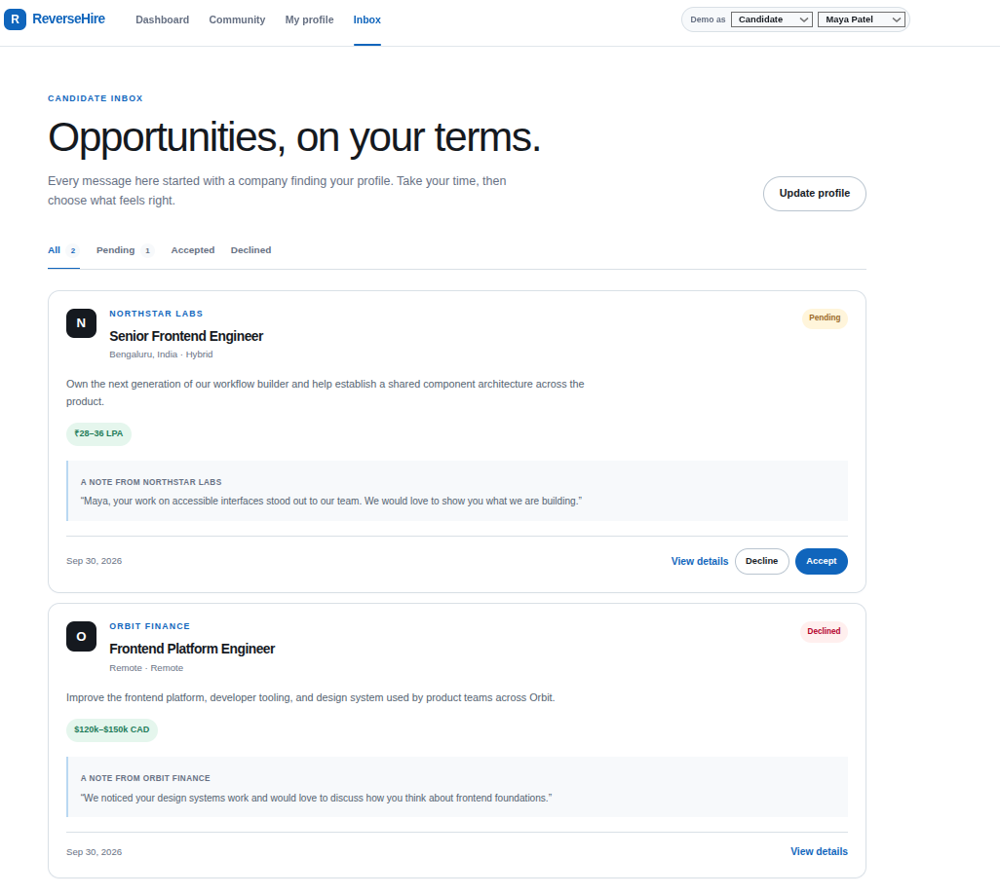 R ReverseHire Dashboard Community My profile Inbox Demo as Candidate Maya Patel
CANDIDATE INBOX
Opportunities, on your terms.
Every message here started with a company finding your profile. Take your time, then
choose what feels right.
Update profile
All 2 Pending 1 Accepted Declined
N
NORTHSTAR LABS
Pending
Senior Frontend Engineer
Bengaluru, India · Hybrid
Own the next generation of our workflow builder and help establish a shared component architecture across the
product.
₹28–36 LPA
A NOTE FROM NORTHSTAR LABS
“Maya, your work on accessible interfaces stood out to our team. We would love to show you what we are building.”
Sep 30, 2026 View details Decline Accept
O
ORBIT FINANCE
Declined
Frontend Platform Engineer
Remote · Remote
Improve the frontend platform, developer tooling, and design system used by product teams across Orbit.
$120k–$150k CAD
A NOTE FROM ORBIT FINANCE
“We noticed your design systems work and would love to discuss how you think about frontend foundations.”
Sep 30, 2026 View details